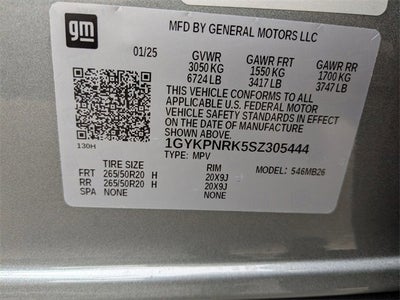 gm
MFD BY GENERAL MOTORS LLC
01/25 GVWR GAWR FRT GAWR RR
3050 KG 1550 KG 1700 KG
6724 LB 3417 LB 3747 LB
THIS VEHICLE CONFORMS TO ALL
APPLICABLE U.S. FEDERAL MOTOR
VEHICLE SAFETY STANDARDS IN EFFECT
ON THE DATE OF MANUFACTURE
SHOWN ABOVE.
1GYKPNRK5SZ305444
130H TYPE: MPV MODEL: 546MB26
TIRE SIZE RIM
FRT 265/50R20 H 20X9J
RR 265/50R20 H 20X9J
SPA NONE NONE